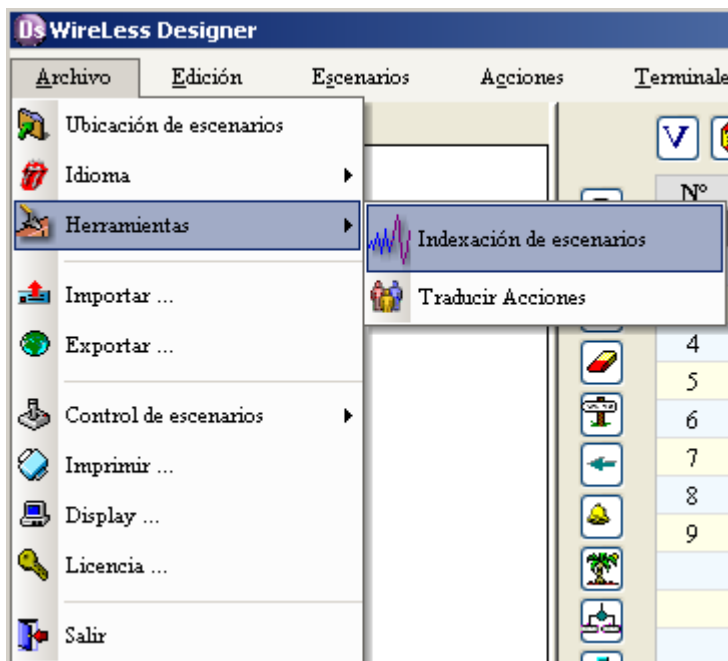 Ds WireLess Designer
Archivo Edición Escenarios Acciones
Ubicación de escenarios
Idioma
Herramientas
Indexación de escenarios
Traducir Acciones
Importar ...
Exportar ...
Control de escenarios
Imprimir ...
Display ...
Licencia ...
Salir
V
Nº
4
5
6
7
8
9